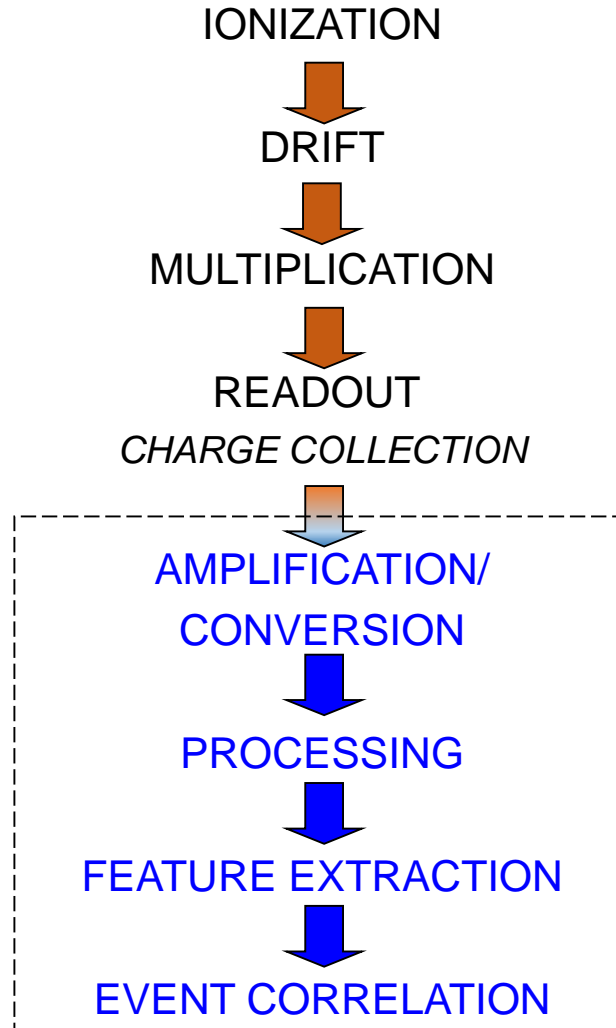 IONIZATION
DRIFT
MULTIPLICATION
READOUT
CHARGE COLLECTION
AMPLIFICATION/
CONVERSION
PROCESSING
FEATURE EXTRACTION
EVENT CORRELATION